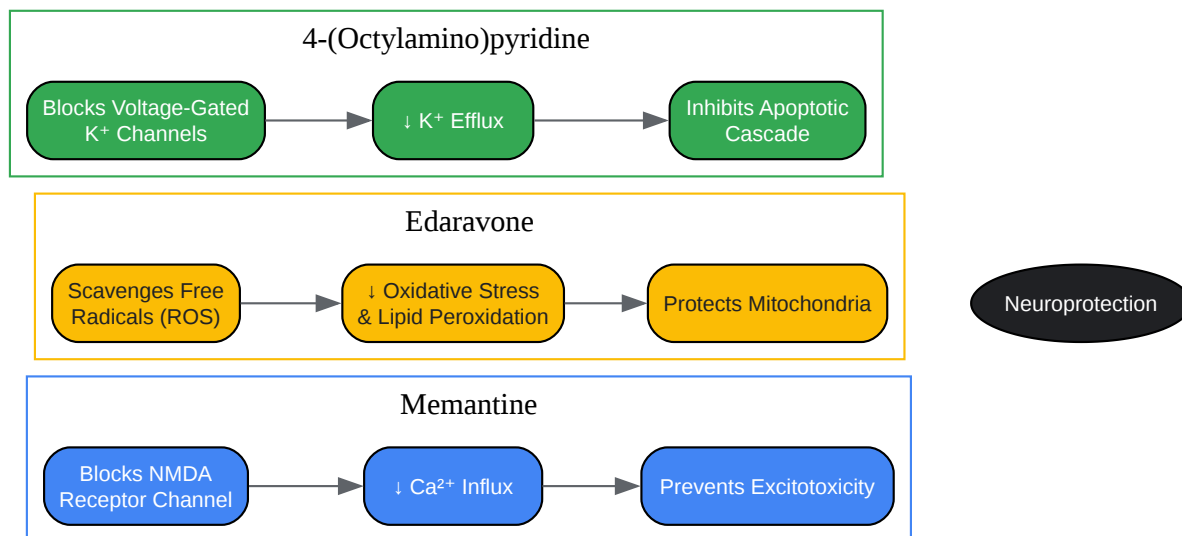 4-(Octylamino)pyridine
Blocks Voltage-Gated
K⁺ Channels
↓ K⁺ Efflux
Inhibits Apoptotic
Cascade
Edaravone
Scavenges Free
Radicals (ROS)
↓ Oxidative Stress
& Lipid Peroxidation
Protects Mitochondria
Neuroprotection
Memantine
Blocks NMDA
Receptor Channel
↓ Ca²⁺ Influx
Prevents Excitotoxicity